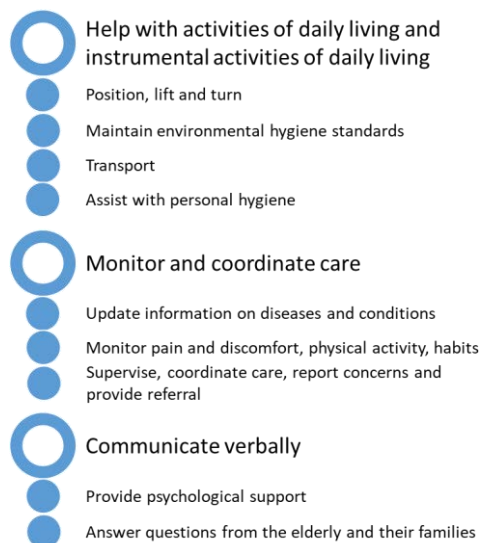 Help with activities of daily living and
instrumental activities of daily living
Position, lift and turn
Maintain environmental hygiene standards
Transport
Assist with personal hygiene
Monitor and coordinate care
Update information on diseases and conditions
Monitor pain and discomfort, physical activity, habits
Supervise, coordinate care, report concerns and
provide referral
Communicate verbally
Provide psychological support
Answer questions from the elderly and their families